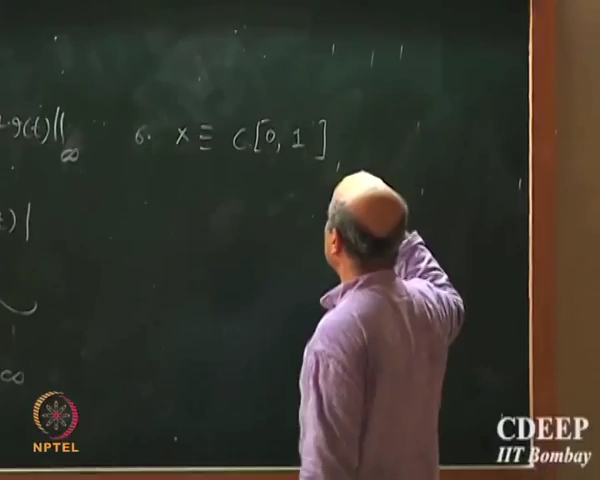 g(t)||∞
6. X ≡ C[0, 1]
t)|
∞
NPTEL
CDEEP
IIT Bombay